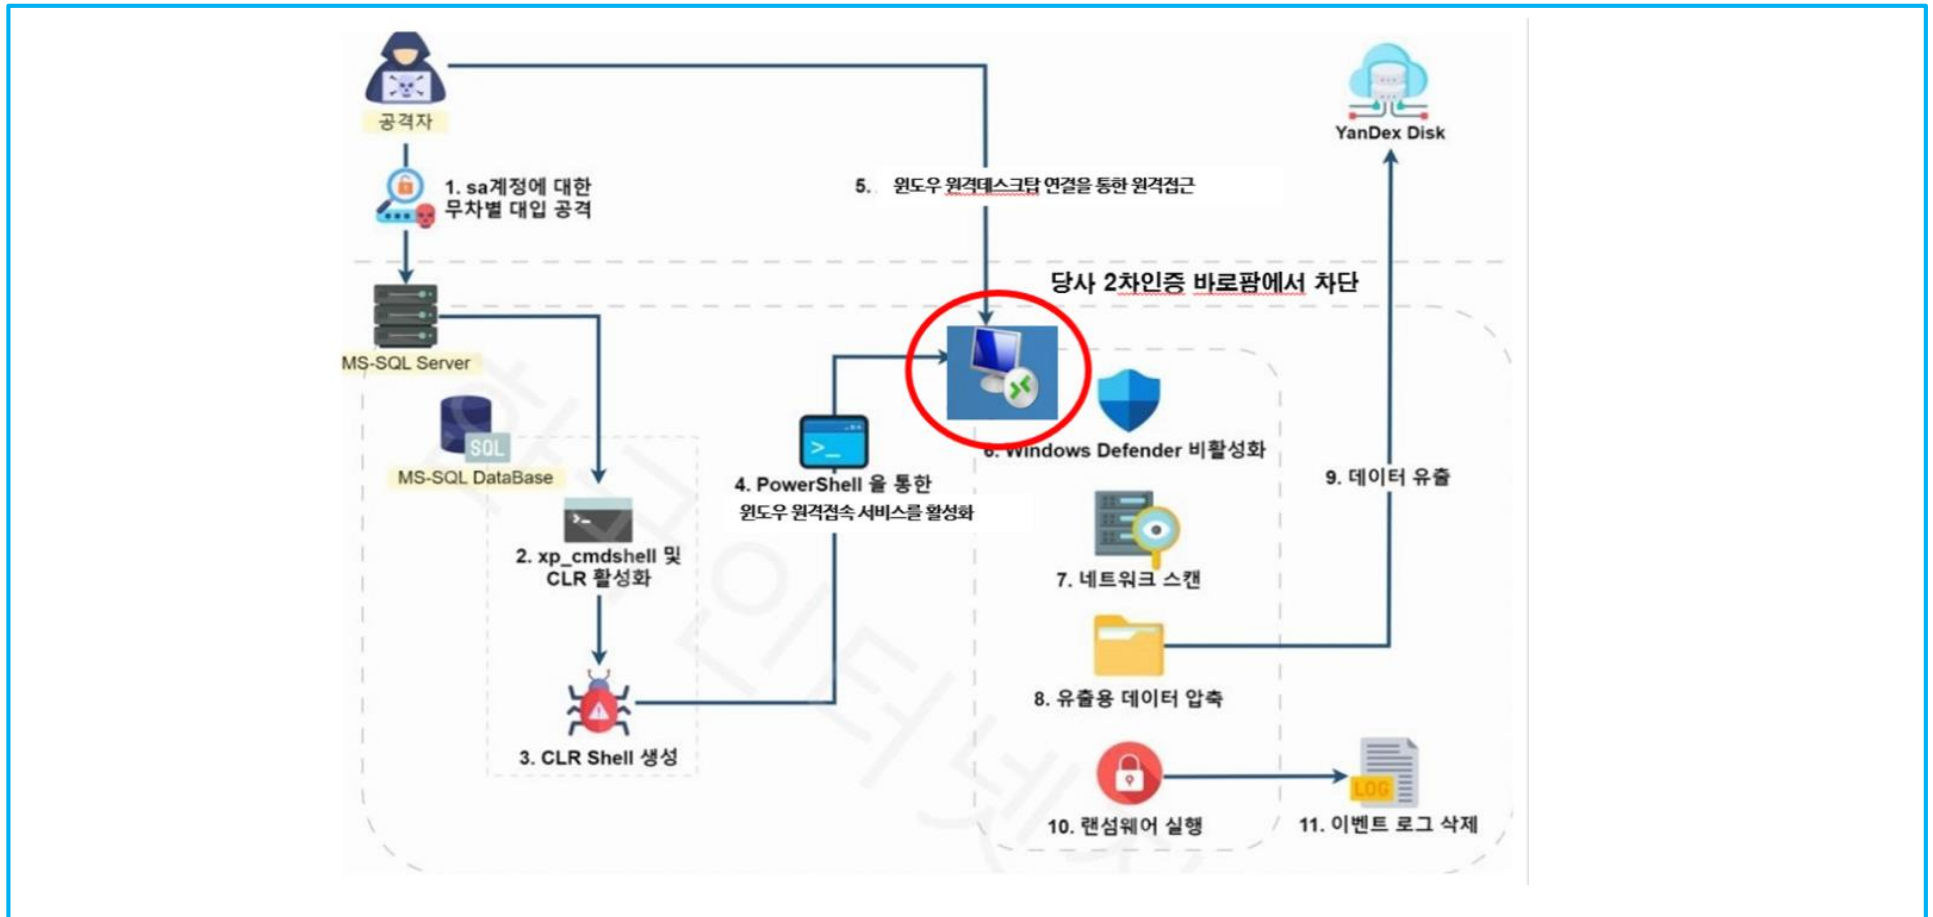 공격자
YanDex Disk
1. sa계정에 대한
무차별 대입 공격
5. 윈도우 원격데스크탑 연결을 통한 원격접근
당사 2차인증 바로팜에서 차단
MS-SQL Server
SQL
MS-SQL DataBase
6. Windows Defender 비활성화
4. PowerShell 을 통한
윈도우 원격접속 서비스를 활성화
9. 데이터 유출
2. xp_cmdshell 및
CLR 활성화
7. 네트워크 스캔
8. 유출용 데이터 압축
3. CLR Shell 생성
LOG
10. 랜섬웨어 실행
11. 이벤트 로그 삭제
한국인터넷